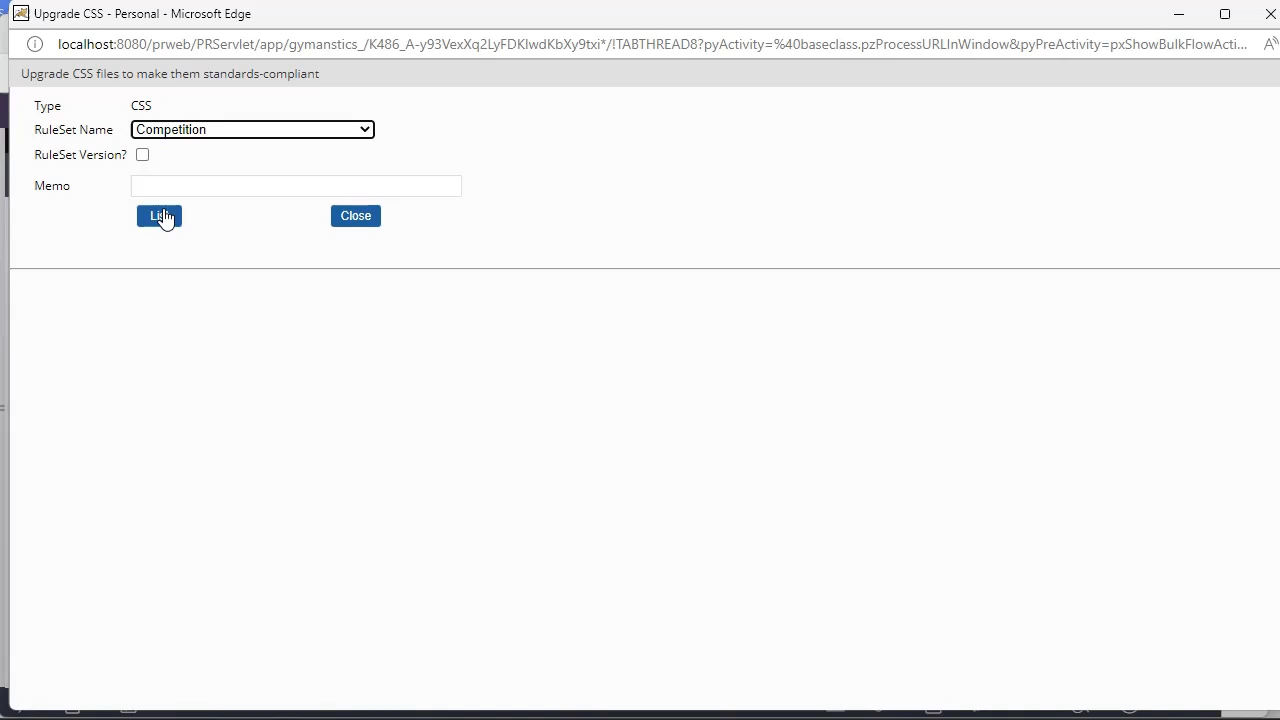 Upgrade CSS - Personal - Microsoft Edge
localhost:8080/prweb/PRServlet/app/gymanstics_/K486_A-y93VexXq2LyFDKlwdKbXy9txi*/!TABTHREAD8?pyActivity=%40baseclass.pzProcessURLInWindow&pyPreActivity=pxShowBulkFlowActi...
Upgrade CSS files to make them standards-compliant
Type CSS
RuleSet Name Competition
RuleSet Version?
Memo
Close